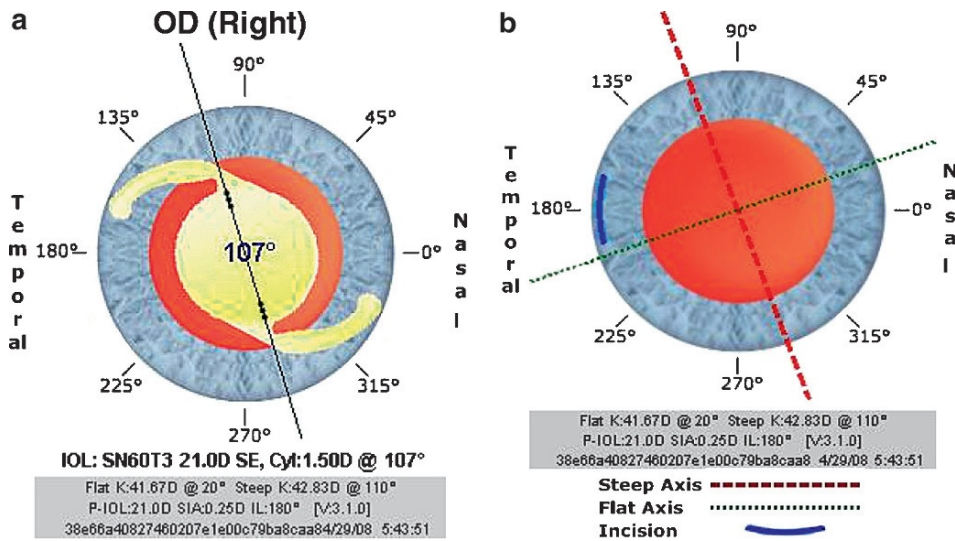 a
OD (Right)
90°
135°
45°
Temporal
180°
107°
0°
Nasal
225°
315°
270°
IOL: SN60T3 21.0D SE, Cyl:1.50D @ 107°
Flat K:41.67D @ 20° Steep K:42.83D @ 110°
P-IOL:21.0D SIA:0.25D IL:180° [V:3.1.0]
38e66a40827460207e1e00c79ba8caa84/29/08 5:43:51
b
90°
135°
45°
Temporal
180°
0°
Nasal
225°
315°
270°
Flat K:41.67D @ 20° Steep K:42.83D @ 110°
P-IOL:21.0D SIA:0.25D IL:180° [V:3.1.0]
38e66a40827460207e1e00c79ba8caa8 4/29/08 5:43:51
Steep Axis
Flat Axis
Incision